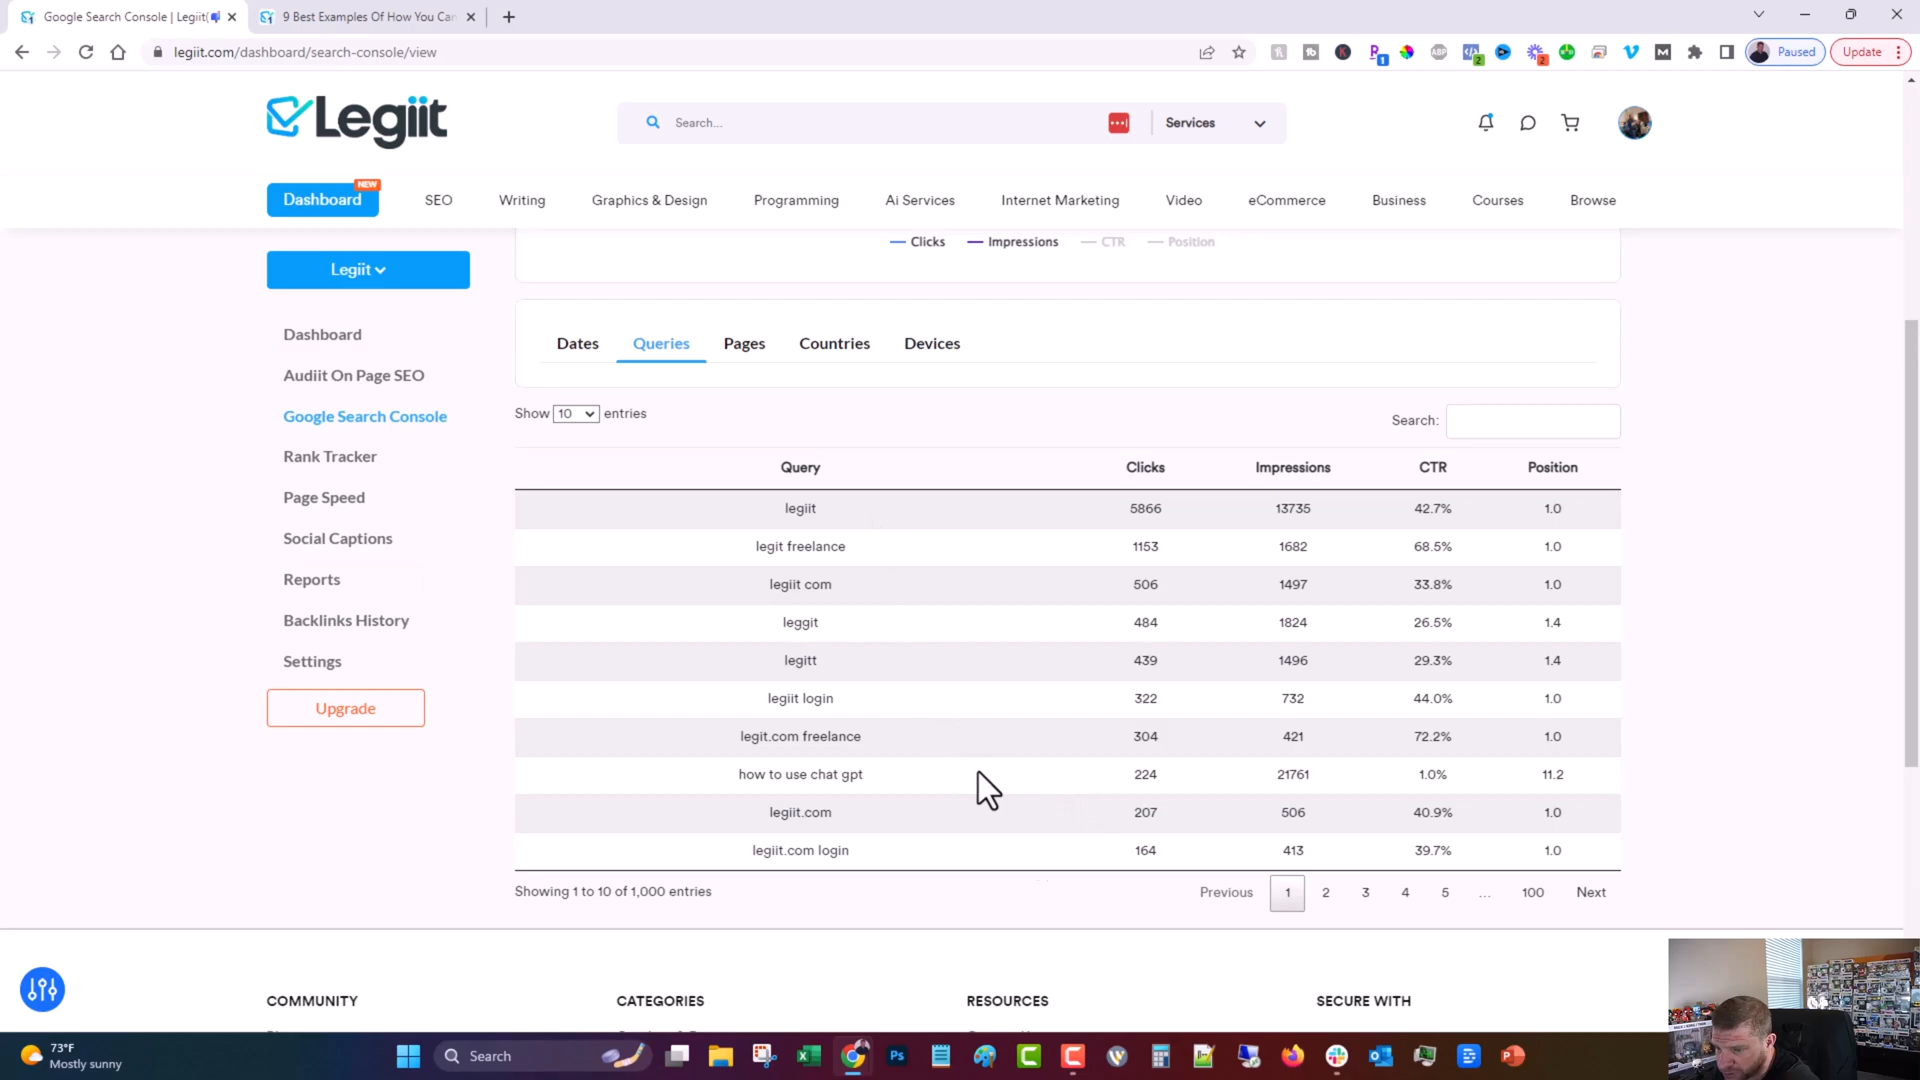 Google Search Console | Legiit(
9 Best Examples Of How You Can
legiit.com/dashboard/search-console/view
Paused
Update
Legiit
Search...
Services
Dashboard
NEW
SEO
Writing
Graphics & Design
Programming
Ai Services
Internet Marketing
Video
eCommerce
Business
Courses
Browse
Legiit
Dashboard
Audiit On Page SEO
Google Search Console
Rank Tracker
Page Speed
Social Captions
Reports
Backlinks History
Settings
Upgrade
Clicks Impressions CTR Position
Dates Queries Pages Countries Devices
Show 10 entries
Search:
Query Clicks Impressions CTR Position
legiit 5866 13735 42.7% 1.0
legit freelance 1153 1682 68.5% 1.0
legiit com 506 1497 33.8% 1.0
leggit 484 1824 26.5% 1.4
legitt 439 1496 29.3% 1.4
legiit login 322 732 44.0% 1.0
legit.com freelance 304 421 72.2% 1.0
how to use chat gpt 224 21761 1.0% 11.2
legiit.com 207 506 40.9% 1.0
legiit.com login 164 413 39.7% 1.0
Showing 1 to 10 of 1,000 entries
Previous 1 2 3 4 5 ... 100 Next
COMMUNITY
CATEGORIES
RESOURCES
SECURE WITH
73°F
Mostly sunny
Search